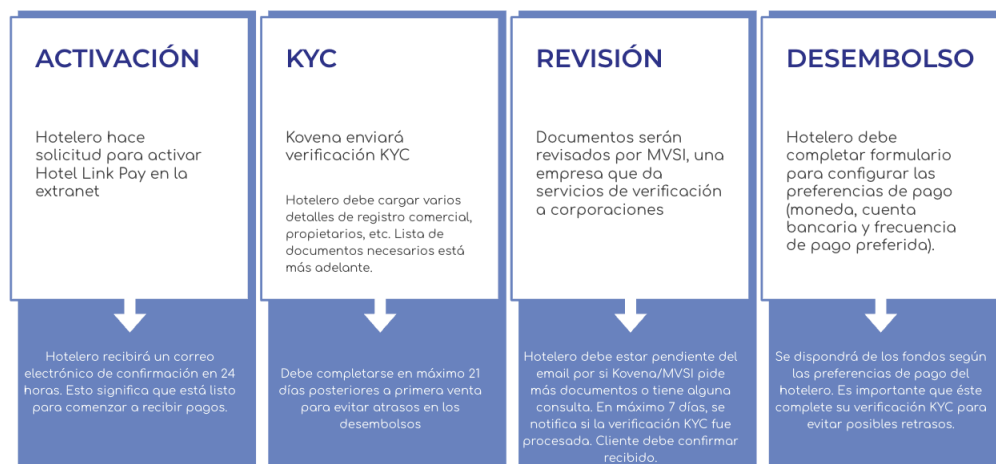 ACTIVACIÓN
Hotelero hace
solicitud para activar
Hotel Link Pay en la
extranet
Hotelero recibirá un correo
electrónico de confirmación en 24
horas. Esto significa que está listo
para comenzar a recibir pagos.
KYC
Kovena enviará
verificación KYC
Hotelero debe cargar varios
detalles de registro comercial,
propietarios, etc. Lista de
documentos necesarios está
más adelante.
Debe completarse en máximo 21
días posteriores a primera venta
para evitar atrasos en los
desembolsos
REVISIÓN
Documentos serán
revisados por MVSI, una
empresa que da
servicios de verificación
a corporaciones
Hotelero debe estar pendiente del
email por si Kovena/MVSI pide
más documentos o tiene alguna
consulta. En máximo 7 días, se
notifica si la verificación KYC fue
procesada. Cliente debe confirmar
recibido.
DESEMBOLSO
Hotelero debe
completar formulario
para configurar las
preferencias de pago
(moneda, cuenta
bancaria y frecuencia
de pago preferida).
Se dispondrá de los fondos según
las preferencias de pago del
hotelero. Es importante que éste
complete su verificación KYC para
evitar posibles retrasos.